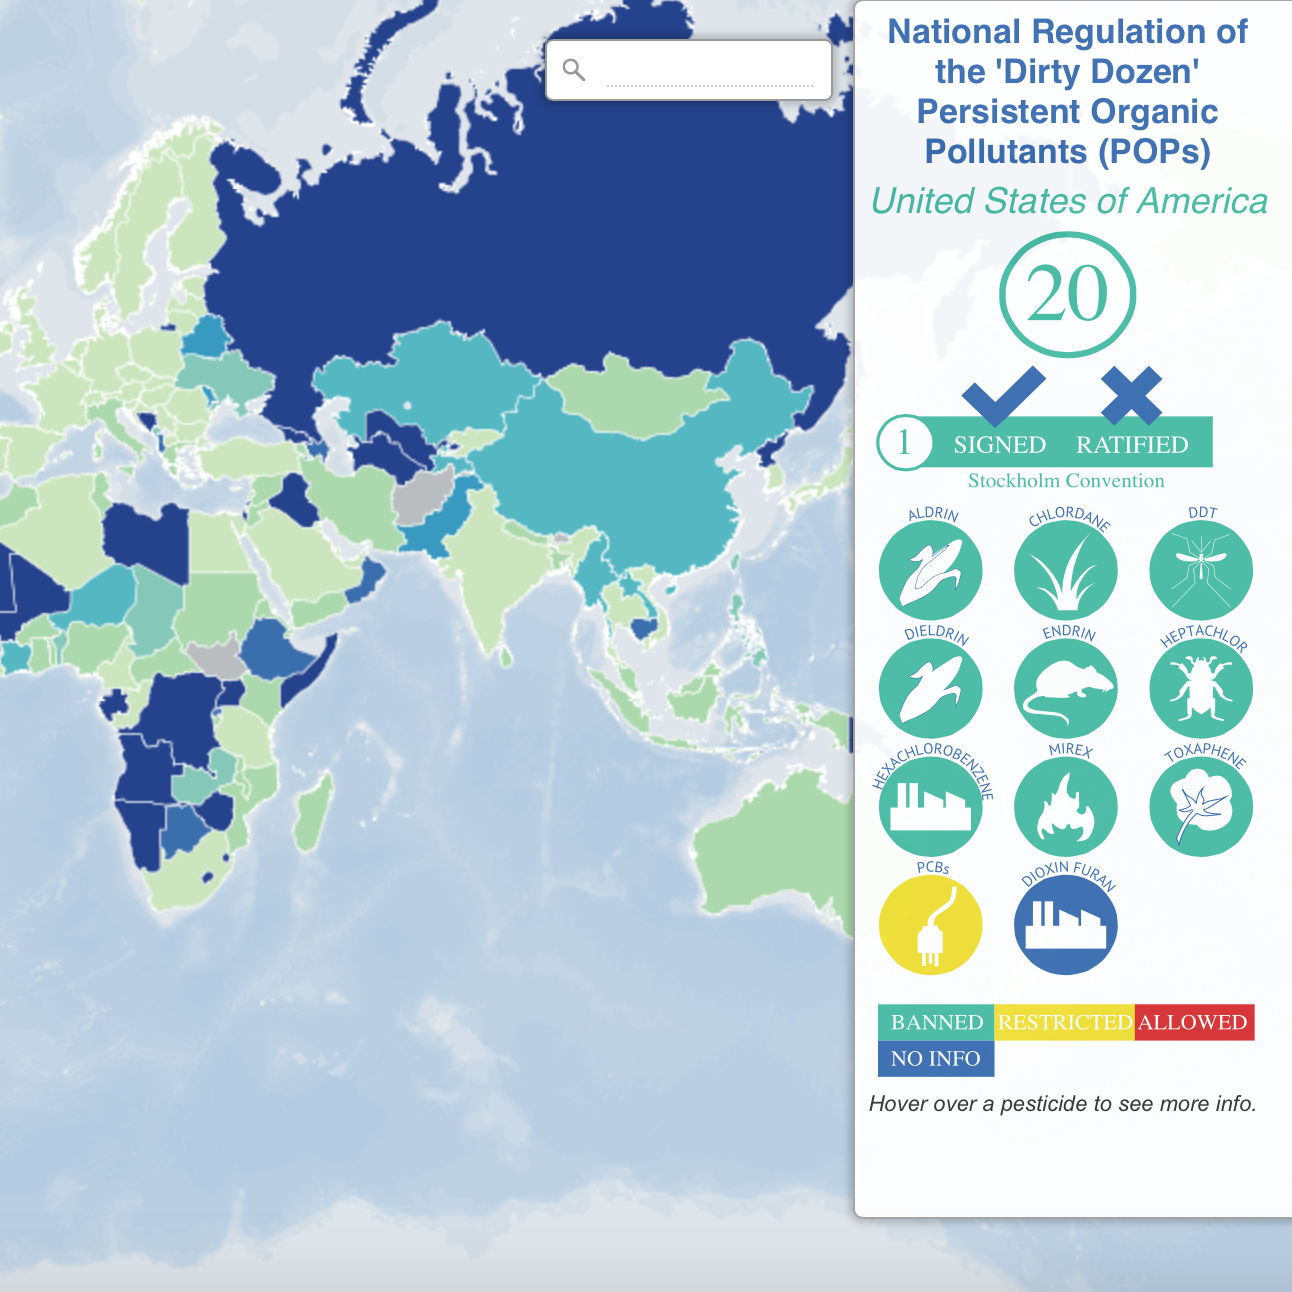 National Regulation of
the 'Dirty Dozen'
Persistent Organic
Pollutants (POPs)
United States of America
20
1 SIGNED RATIFIED
Stockholm Convention
ALDRIN CHLORDANE DDT
DIELDRIN ENDRIN HEPTACHLOR
HEXACHLOROBENZENE MIREX TOXAPHENE
PCBs DIOXIN FURAN
BANNED RESTRICTED ALLOWED
NO INFO
Hover over a pesticide to see more info.